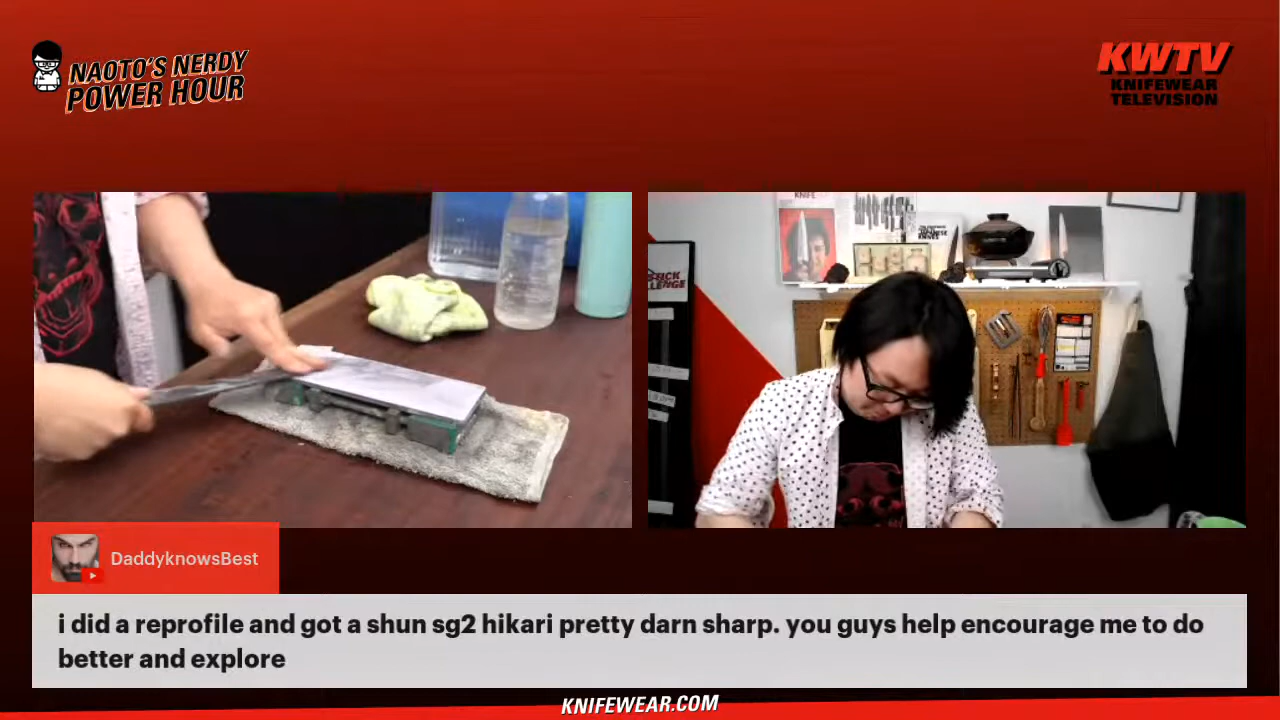 NAOTO'S NERDY
POWER HOUR
KWTV
KNIFEWEAR
TELEVISION
DaddyknowsBest
i did a reprofile and got a shun sg2 hikari pretty darn sharp. you guys help encourage me to do
better and explore
KNIFEWEAR.COM